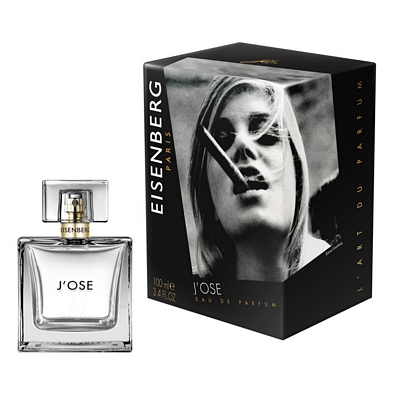 EISENBERG
J'OSE
EISENBERG
PARIS
100 ml e
3.4 FL.OZ
J'OSE
EAU DE PARFUM
L'ART DU PARFUM